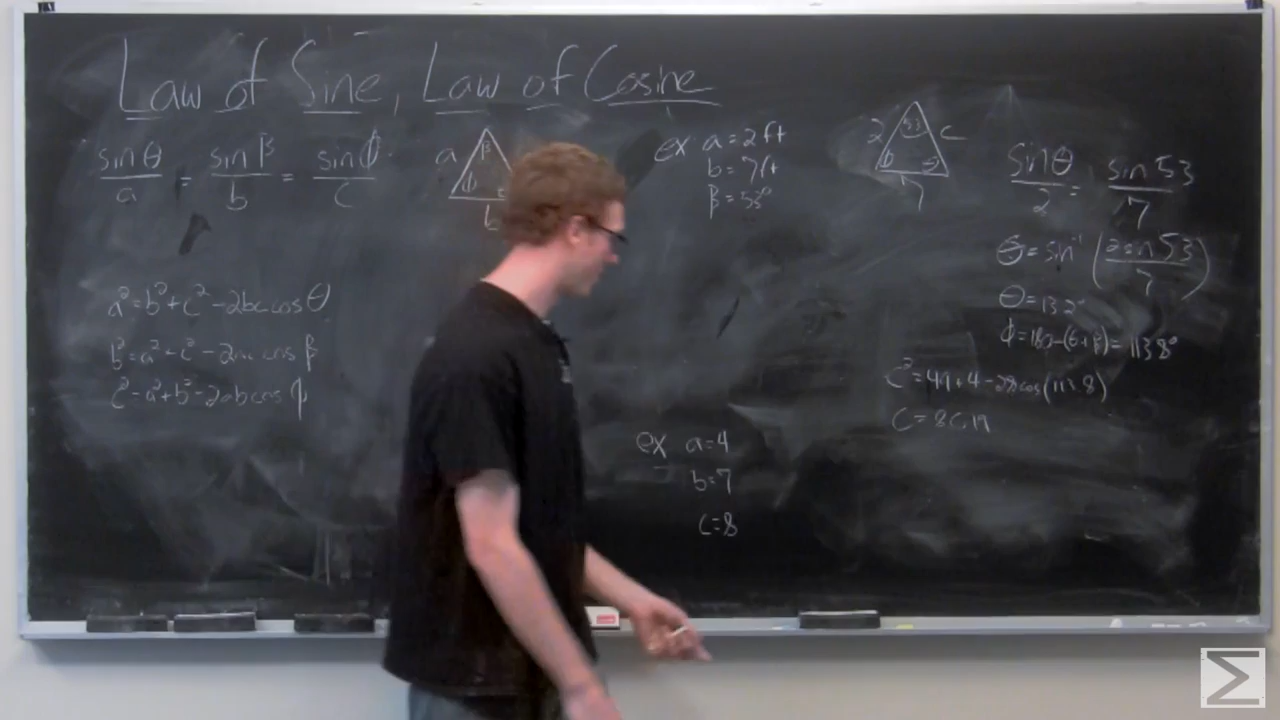 Law of Sine, Law of Cosine
sin θ / a = sin β / b = sin ϕ / c
a β
b
a² = b² + c² - 2bc cos θ
b² = a² + c² - 2ac cos β
c² = a² + b² - 2ab cos ϕ
ex a = 2 ft
b = 7 ft
β = 53°
2 53 c
ϕ θ
7
sin θ / 2 = sin 53 / 7
θ = sin⁻¹ (2 sin 53 / 7)
θ = 13.2°
ϕ = 180 - (θ + β) = 113.8°
c² = 49 + 4 - 28 cos (113.8)
ex a = 4
b = 7
c = 8
Σ